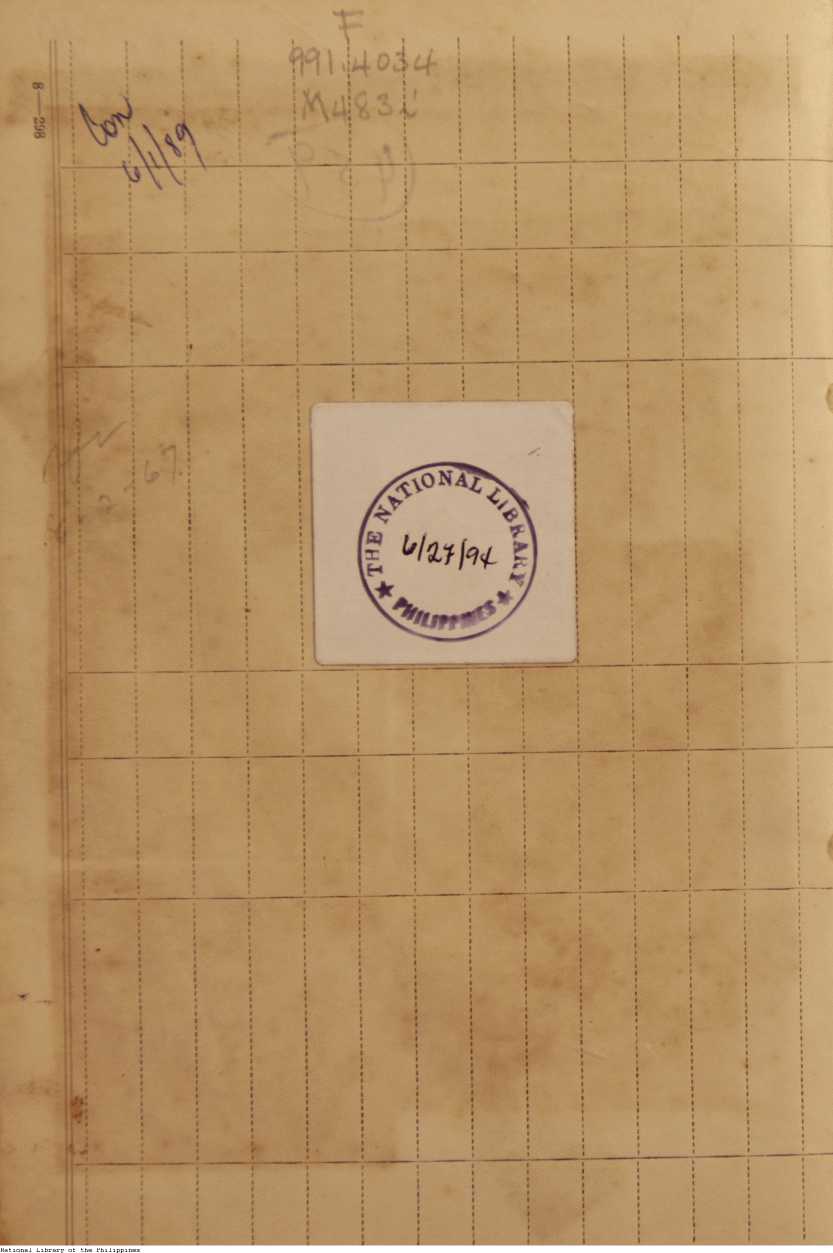 F
991.4034
M483i
8—298
Con
6/1/89
67
THE NATIONAL LIBRARY
6/27/94
★ PHILIPPINES ★
National Library of the Philippines